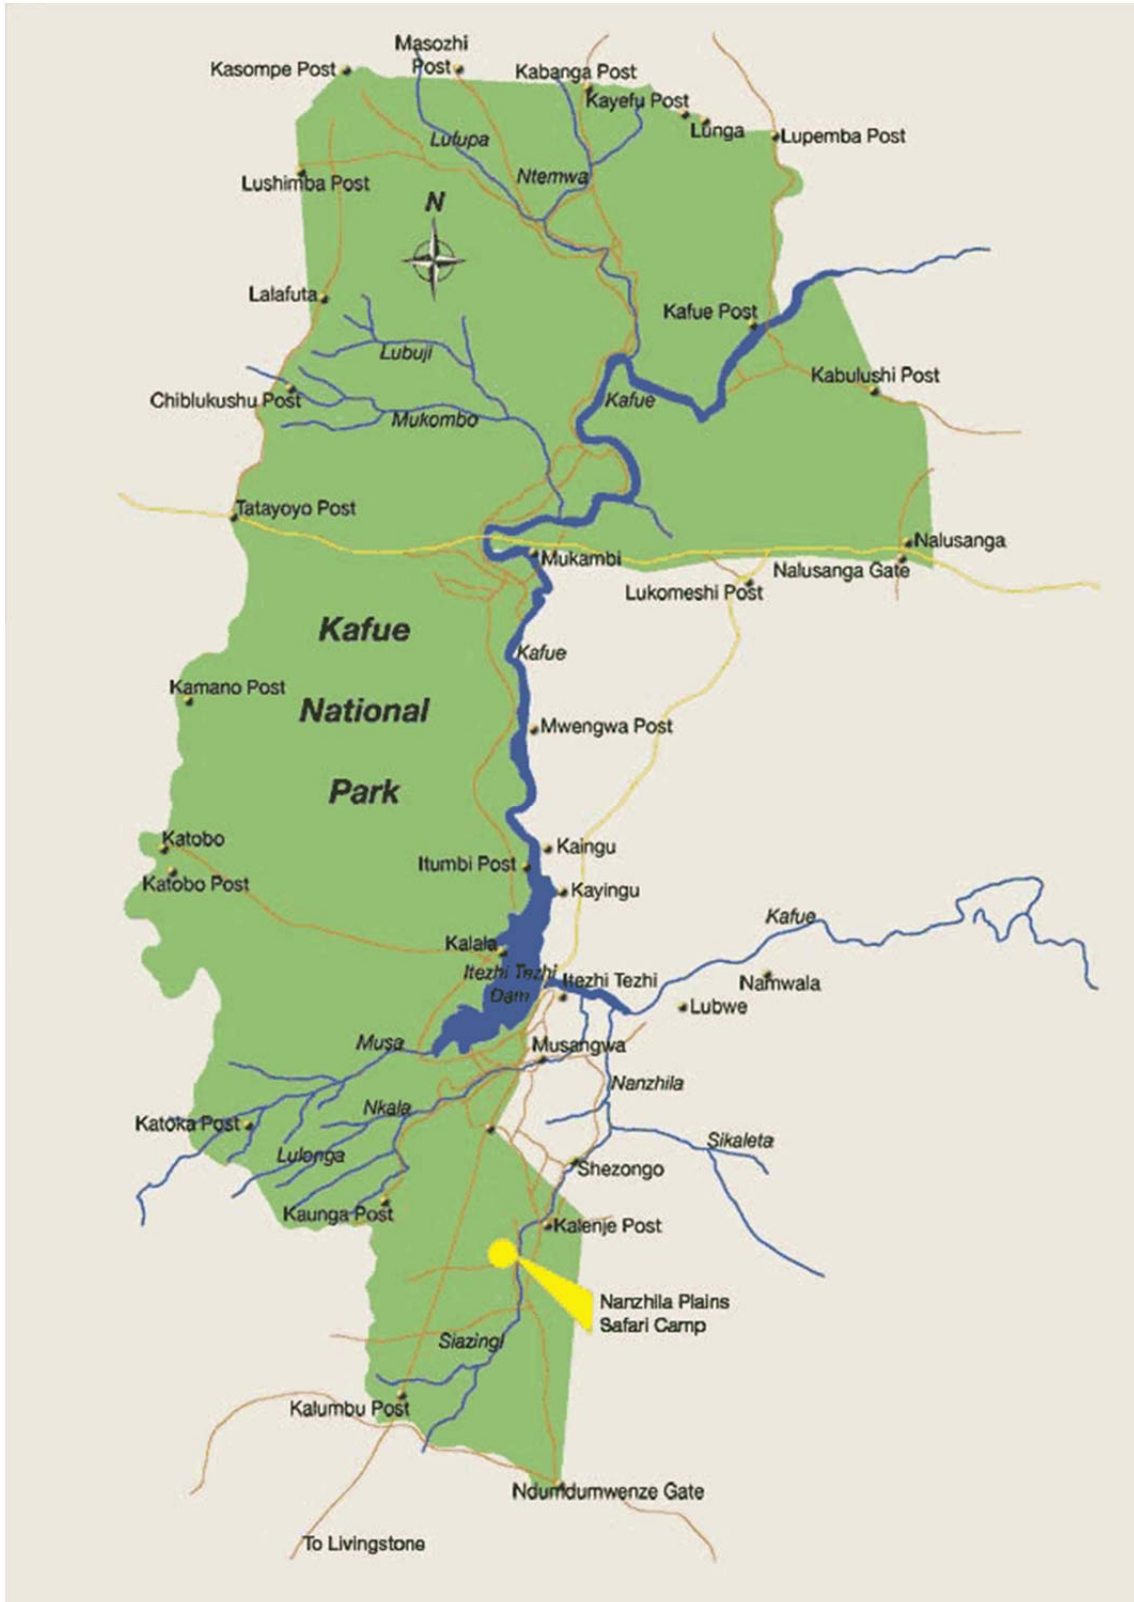 Masozhi
Post
Kasompe Post
Kabanga Post
Kayefu Post
Lunga
Lupemba Post
Lufupa
Ntemwa
Lushimba Post
N
Lalafuta
Kafue Post
Lubuji
Kabulushi Post
Chiblukushu Post
Kafue
Mukombo
Tatayoyo Post
Nalusanga
Mukambi
Nalusanga Gate
Lukomeshi Post
Kafue
National
Park
Kafue
Kamano Post
Mwengwa Post
Katobo
Kaingu
Itumbi Post
Katobo Post
Kayingu
Kafue
Kalala
Itezhi Tezhi
Dam
Itezhi Tezhi
Namwala
Lubwe
Musa
Musangwa
Nanzhila
Nkala
Katoka Post
Sikaleta
Lulonga
Shezongo
Kaunga Post
Kalenje Post
Nanzhila Plains
Safari Camp
Siazingl
Kalumbu Post
Ndumdumwenze Gate
To Livingstone